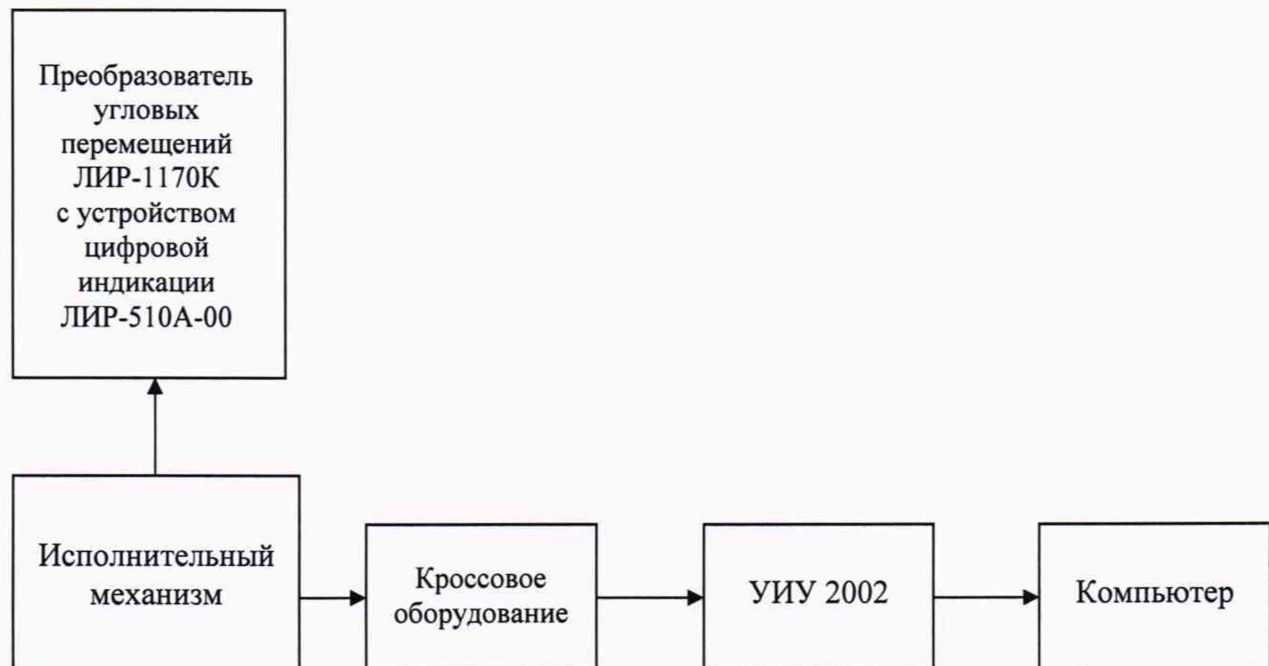 Преобразователь
угловых
перемещений
ЛИР-1170К
с устройством
цифровой
индикации
ЛИР-510А-00
Исполнительный
механизм
Кроссовое
оборудование
УИУ 2002
Компьютер